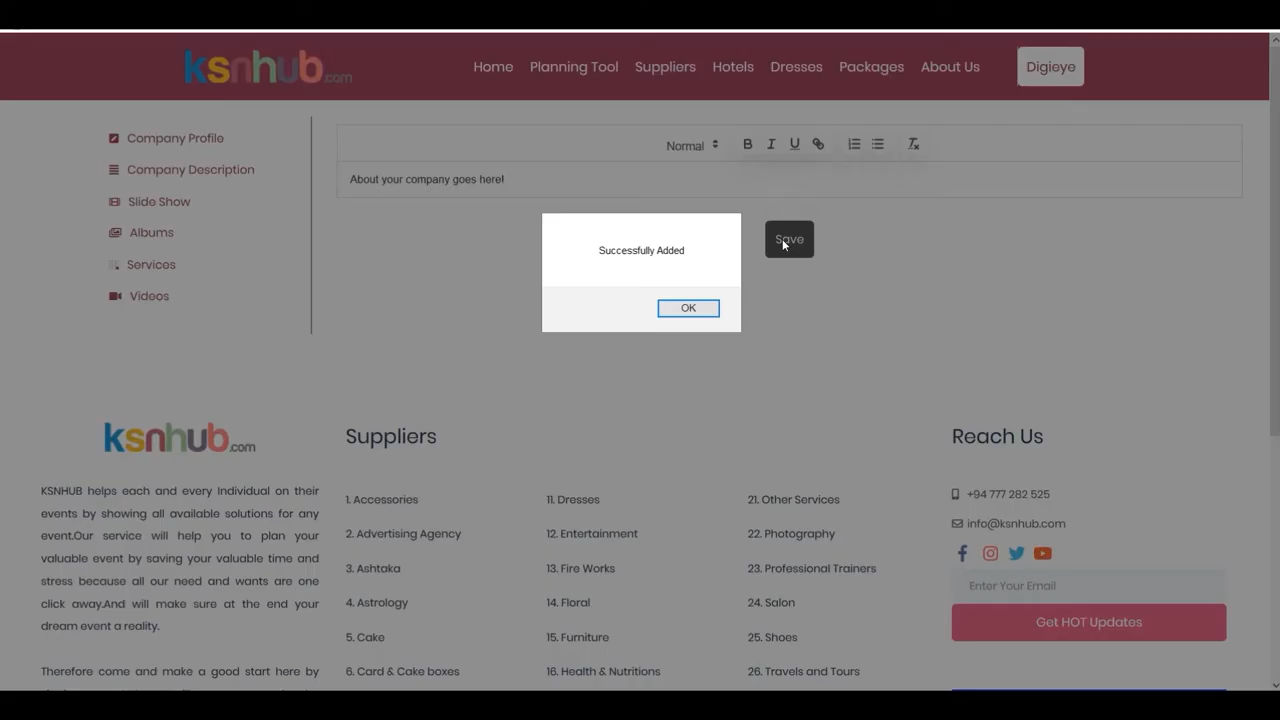 ksnhub.com
Home Planning Tool Suppliers Hotels Dresses Packages About Us Digieye
Company Profile
Company Description
Slide Show
Albums
Services
Videos
Normal B I U
About your company goes here!
Save
Successfully Added
OK
ksnhub.com
KSNHUB helps each and every Individual on their
events by showing all available solutions for any
event.Our service will help you to plan your
valuable event by saving your valuable time and
stress because all our need and wants are one
click away.And will make sure at the end your
dream event a reality.
Therefore come and make a good start here by
Suppliers
1. Accessories
2. Advertising Agency
3. Ashtaka
4. Astrology
5. Cake
6. Card & Cake boxes
11. Dresses
12. Entertainment
13. Fire Works
14. Floral
15. Furniture
16. Health & Nutritions
21. Other Services
22. Photography
23. Professional Trainers
24. Salon
25. Shoes
26. Travels and Tours
Reach Us
+94 777 282 525
info@ksnhub.com
Enter Your Email
Get HOT Updates